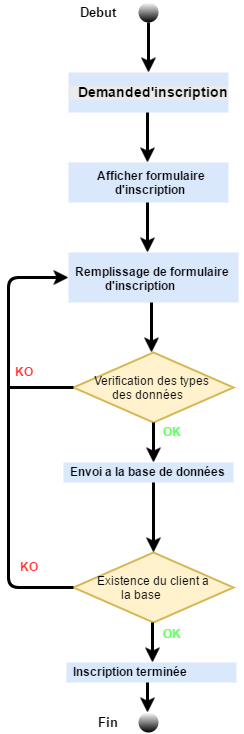 Debut
Demanded'inscription
Afficher formulaire
d'inscription
Remplissage de formulaire
d'inscription
KO
Verification des types
des données
OK
Envoi a la base de données
KO
Existence du client a
la base
OK
Inscription terminée
Fin